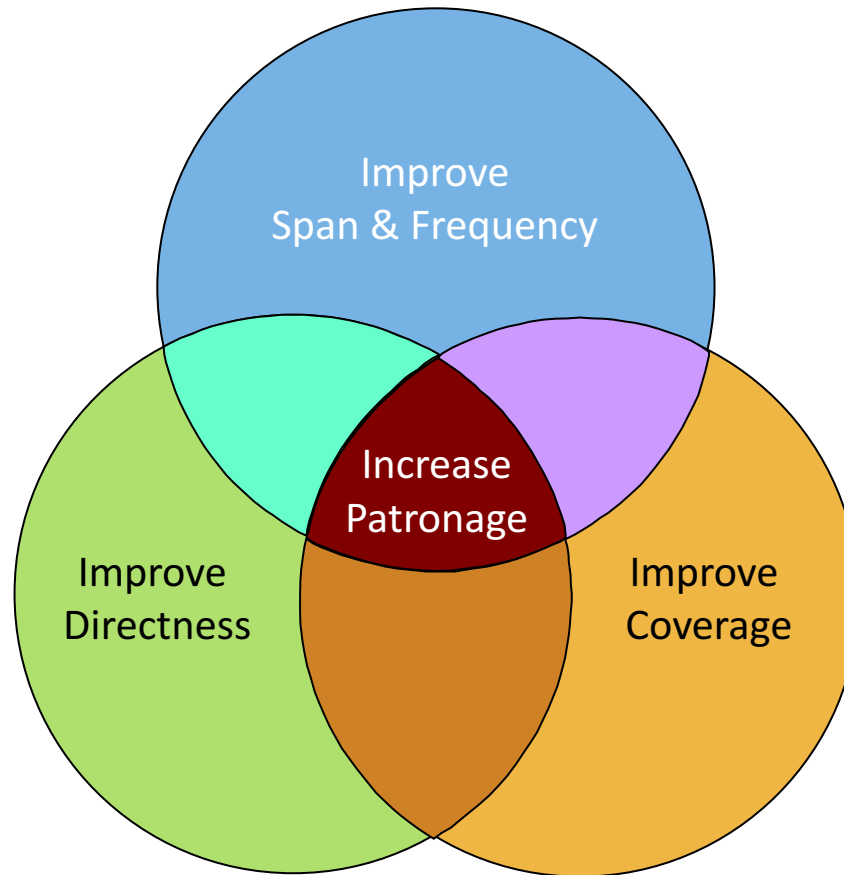 Improve
Span & Frequency
Increase
Patronage
Improve
Directness
Improve
Coverage